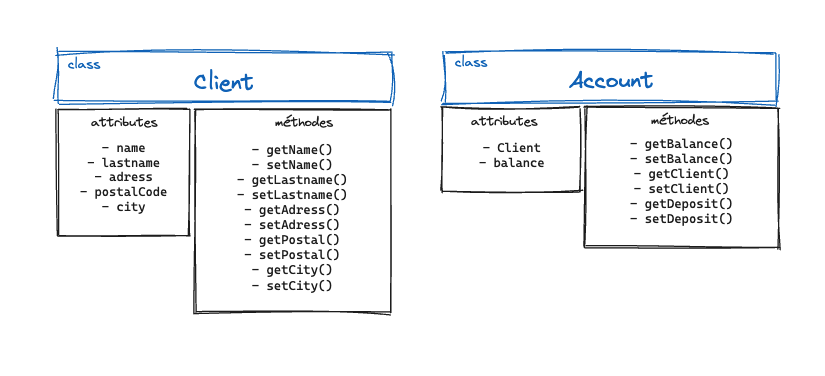 class
Client
attributes
- name
- lastname
- adress
- postalCode
- city
méthodes
- getName()
- setName()
- getLastname()
- setLastname()
- getAdress()
- setAdress()
- getPostal()
- setPostal()
- getCity()
- setCity()
class
Account
attributes
- Client
- balance
méthodes
- getBalance()
- setBalance()
- getClient()
- setClient()
- getDeposit()
- setDeposit()